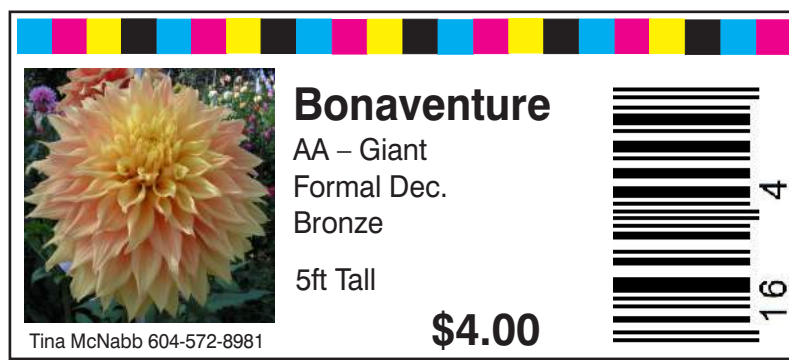 Bonaventure
AA – Giant
Formal Dec.
Bronze
5ft Tall
$4.00
Tina McNabb 604-572-8981
16 4